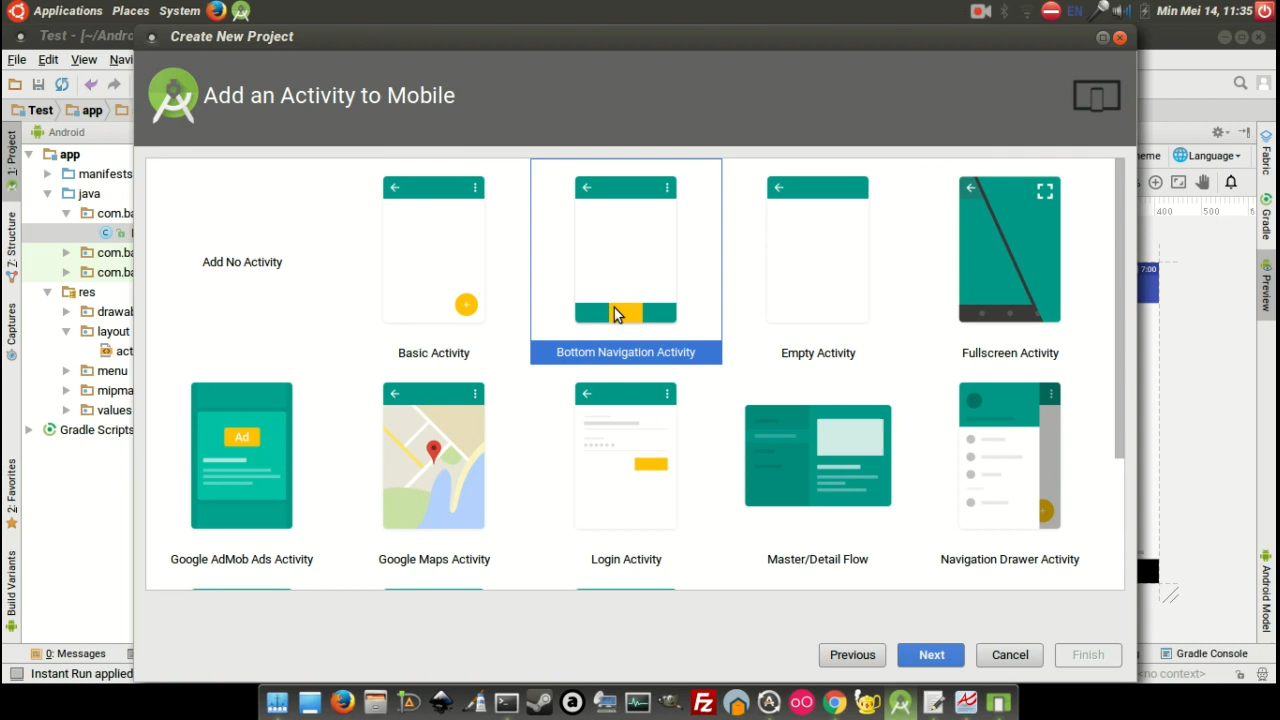 Applications Places System
EN Min Mei 14, 11:35
Test - [~/Andro
Create New Project
File Edit View Navi
Add an Activity to Mobile
Test app
Android
Language
1: Project
app
manifests
java
com.ba
com.ba
com.ba
res
drawab
layout
act
menu
mipma
values
Gradle Scripts
7: Structure
Captures
2: Favorites
Build Variants
Fabric
Gradle
Preview
Android Model
400 500 6
7:00
Add No Activity
Basic Activity
Bottom Navigation Activity
Empty Activity
Fullscreen Activity
Ad
Google AdMob Ads Activity
Google Maps Activity
Login Activity
Master/Detail Flow
Navigation Drawer Activity
Previous Next Cancel Finish
0: Messages
Gradle Console
Instant Run applied
no context>